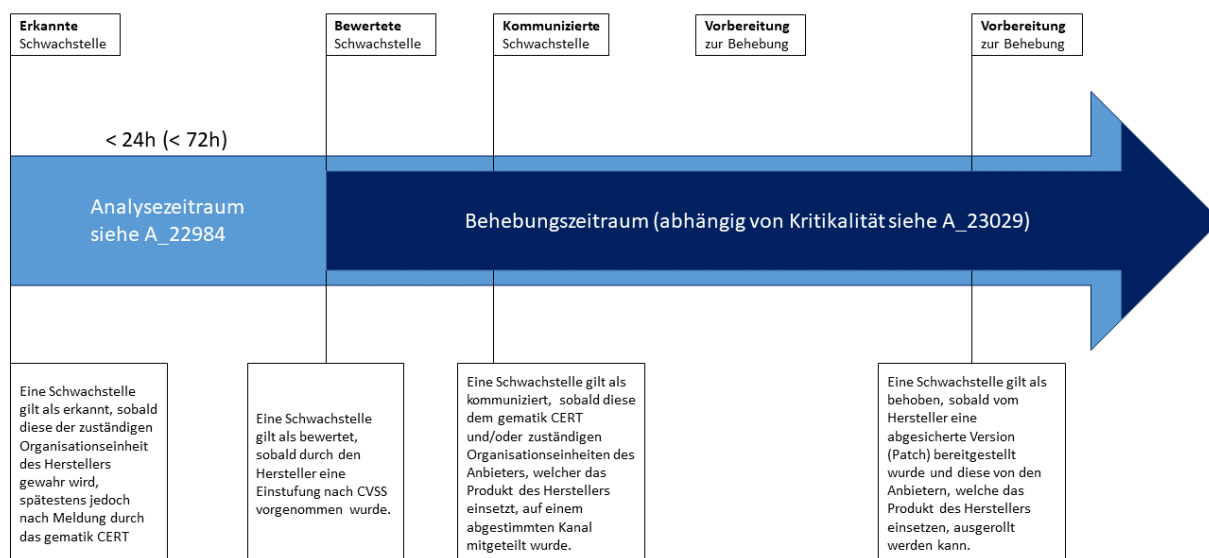 Erkannte
Schwachstelle
Bewertete
Schwachstelle
Kommunizierte
Schwachstelle
Vorbereitung
zur Behebung
Vorbereitung
zur Behebung
< 24h (< 72h)
Analysezeitraum
siehe A_22984
Behebungszeitraum (abhängig von Kritikalität siehe A_23029)
Eine Schwachstelle
gilt als erkannt, sobald
diese der zuständigen
Organisationseinheit
des Herstellers
gewahr wird,
spätestens jedoch
nach Meldung durch
das gematik CERT
Eine Schwachstelle
gilt als bewertet,
sobald durch den
Hersteller eine
Einstufung nach CVSS
vorgenommen wurde.
Eine Schwachstelle gilt als
kommuniziert, sobald diese
dem gematik CERT
und/oder zuständigen
Organisationseinheiten des
Anbieters, welcher das
Produkt des Herstellers
einsetzt, auf einem
abgestimmten Kanal
mitgeteilt wurde.
Eine Schwachstelle gilt als
behoben, sobald vom
Hersteller eine
abgesicherte Version
(Patch) bereitgestellt
wurde und diese von den
Anbietern, welche das
Produkt des Herstellers
einsetzen, ausgerollt
werden kann.